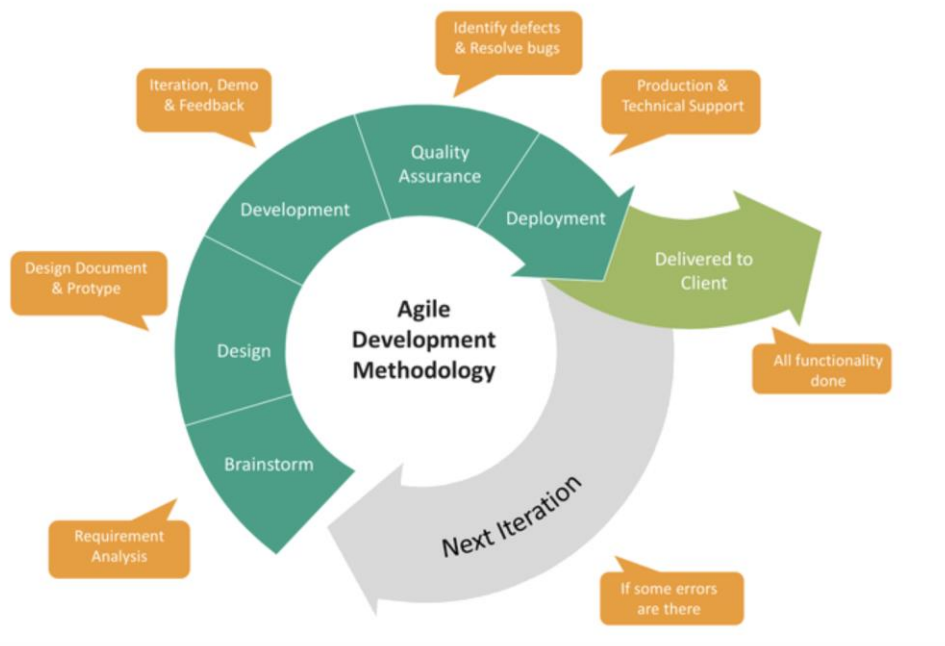 Identify defects
& Resolve bugs
Iteration, Demo
& Feedback
Production &
Technical Support
Quality
Assurance
Development
Deployment
Delivered to
Client
Design Document
& Protype
Agile
Development
Methodology
Design
All functionality
done
Brainstorm
Next Iteration
Requirement
Analysis
If some errors
are there